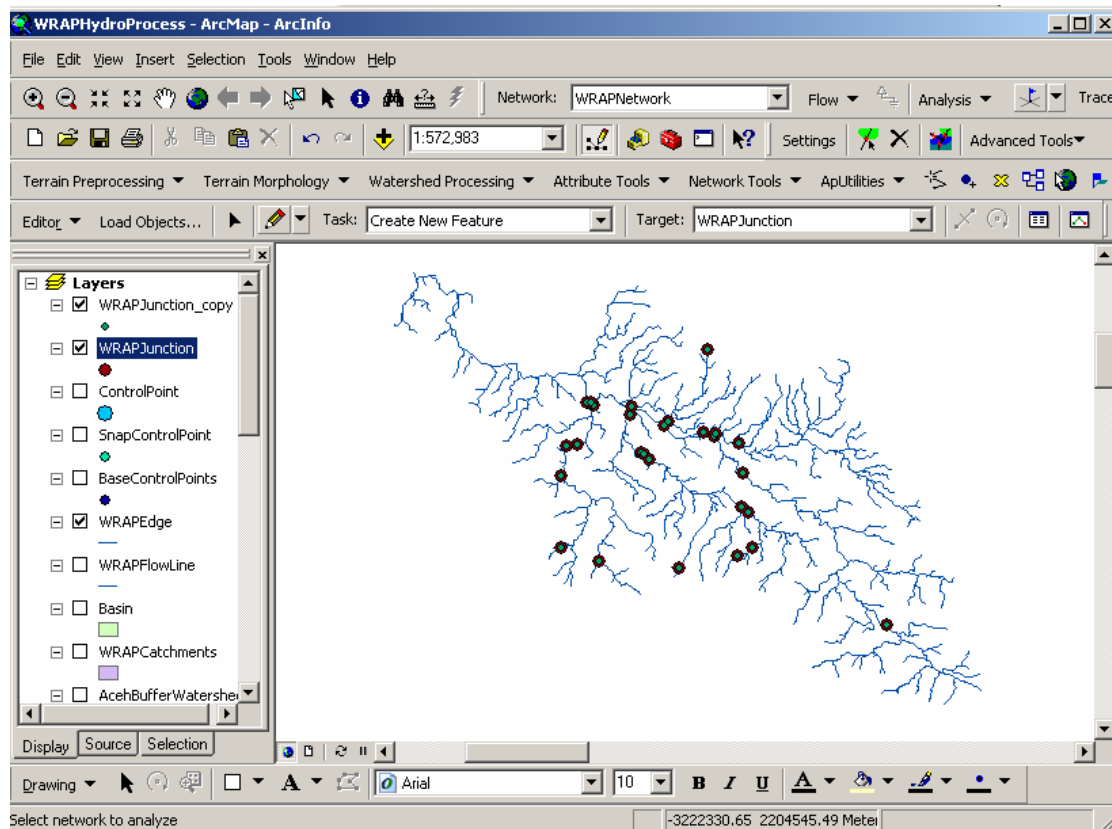 WRAPHydroProcess - ArcMap - ArcInfo
File Edit View Insert Selection Tools Window Help
Network: WRAPNetwork Flow Analysis Trace
1:572,983 Settings Advanced Tools
Terrain Preprocessing Terrain Morphology Watershed Processing Attribute Tools Network Tools ApUtilities
Editor Load Objects... Task: Create New Feature Target: WRAPJunction
Layers
WRAPJunction_copy
WRAPJunction
ControlPoint
SnapControlPoint
BaseControlPoints
WRAPEdge
WRAPFlowLine
Basin
WRAPCatchments
AcehBufferWatershe
Display Source Selection
Drawing A Arial 10 B I U A
Select network to analyze -3222330.65 2204545.49 Meter